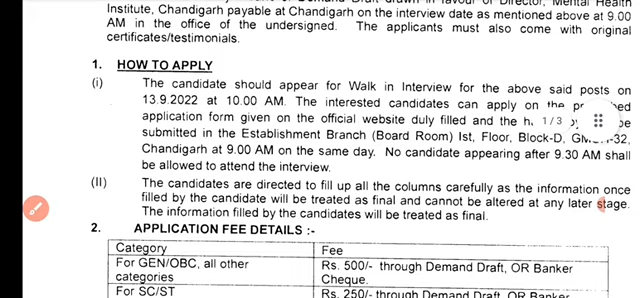 Institute, Chandigarh payable at Chandigarh on the interview date as mentioned above at 9.00
AM in the office of the undersigned. The applicants must also come with original
certificates/testimonials.
1. HOW TO APPLY
(i) The candidate should appear for Walk in Interview for the above said posts on
13.9.2022 at 10.00 AM. The interested candidates can apply on the
application form given on the official website duly filled and the 1/3
submitted in the Establishment Branch (Board Room) Ist, Floor, Block-D,
Chandigarh at 9.00 AM on the same day. No candidate appearing after 9.30 AM shall
be allowed to attend the interview.
(II) The candidates are directed to fill up all the columns carefully as the information once
filled by the candidate will be treated as final and cannot be altered at any later stage.
The information filled by the candidates will be treated as final.
2. APPLICATION FEE DETAILS :-
Category Fee
For GEN/OBC, all other Rs. 500/- through Demand Draft, OR Banker
categories Cheque.
For SC/ST Rs. 250/- through Demand Draft, OR Banker